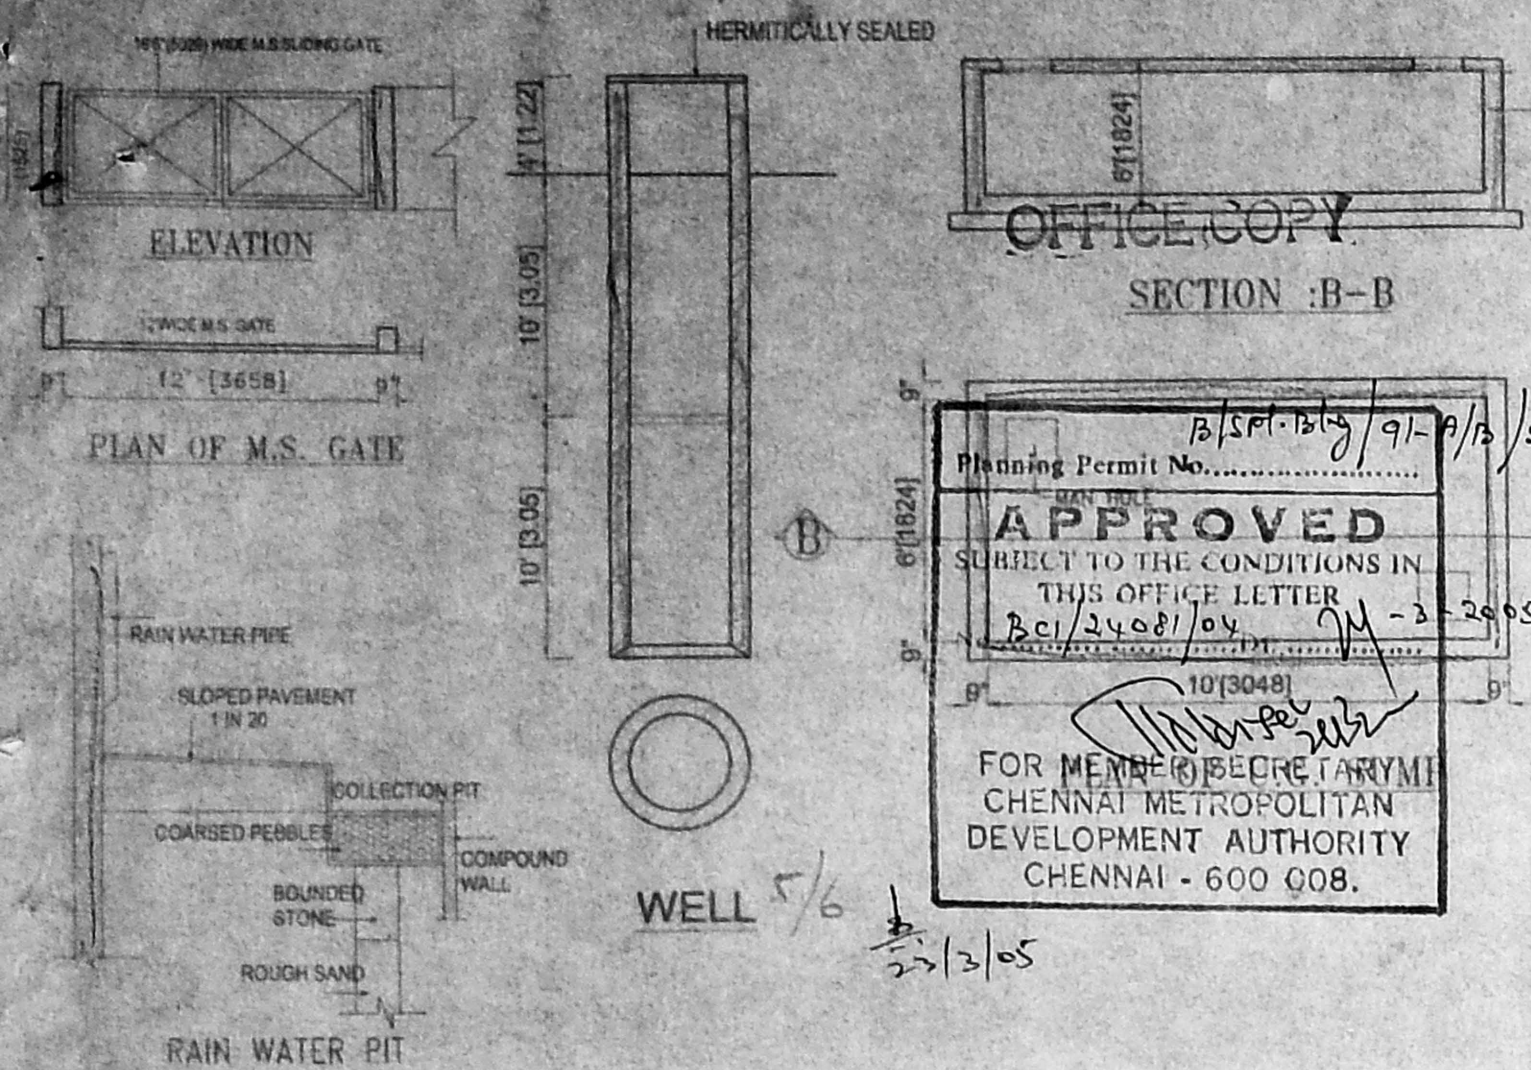 16'6"(5029) WIDE M.S.SLIDING GATE
ELEVATION
12'WIDE M.S. GATE
9"
12' [3658]
9"
PLAN OF M.S. GATE
RAIN WATER PIPE
SLOPED PAVEMENT
1 IN 20
COLLECTION PIT
COARSED PEBBLES
COMPOUND
WALL
BOUNDED
STONE
ROUGH SAND
RAIN WATER PIT
HERMITICALLY SEALED
4' [1.22]
10' [3.05]
10' [3.05]
WELL
5/6
23/3/05
6'[1824]
OFFICE COPY
SECTION :B-B
9"
6'[1824]
9"
B
MAN HOLE
9"
10'[3048]
9"
B/Spl.Bldg/91-A/B/
Planning Permit No.
APPROVED
SUBJECT TO THE CONDITIONS IN
THIS OFFICE LETTER
BC1/24081/04 -3-2005
FOR MEMBER SECRETARY
CHENNAI METROPOLITAN
DEVELOPMENT AUTHORITY
CHENNAI - 600 008.